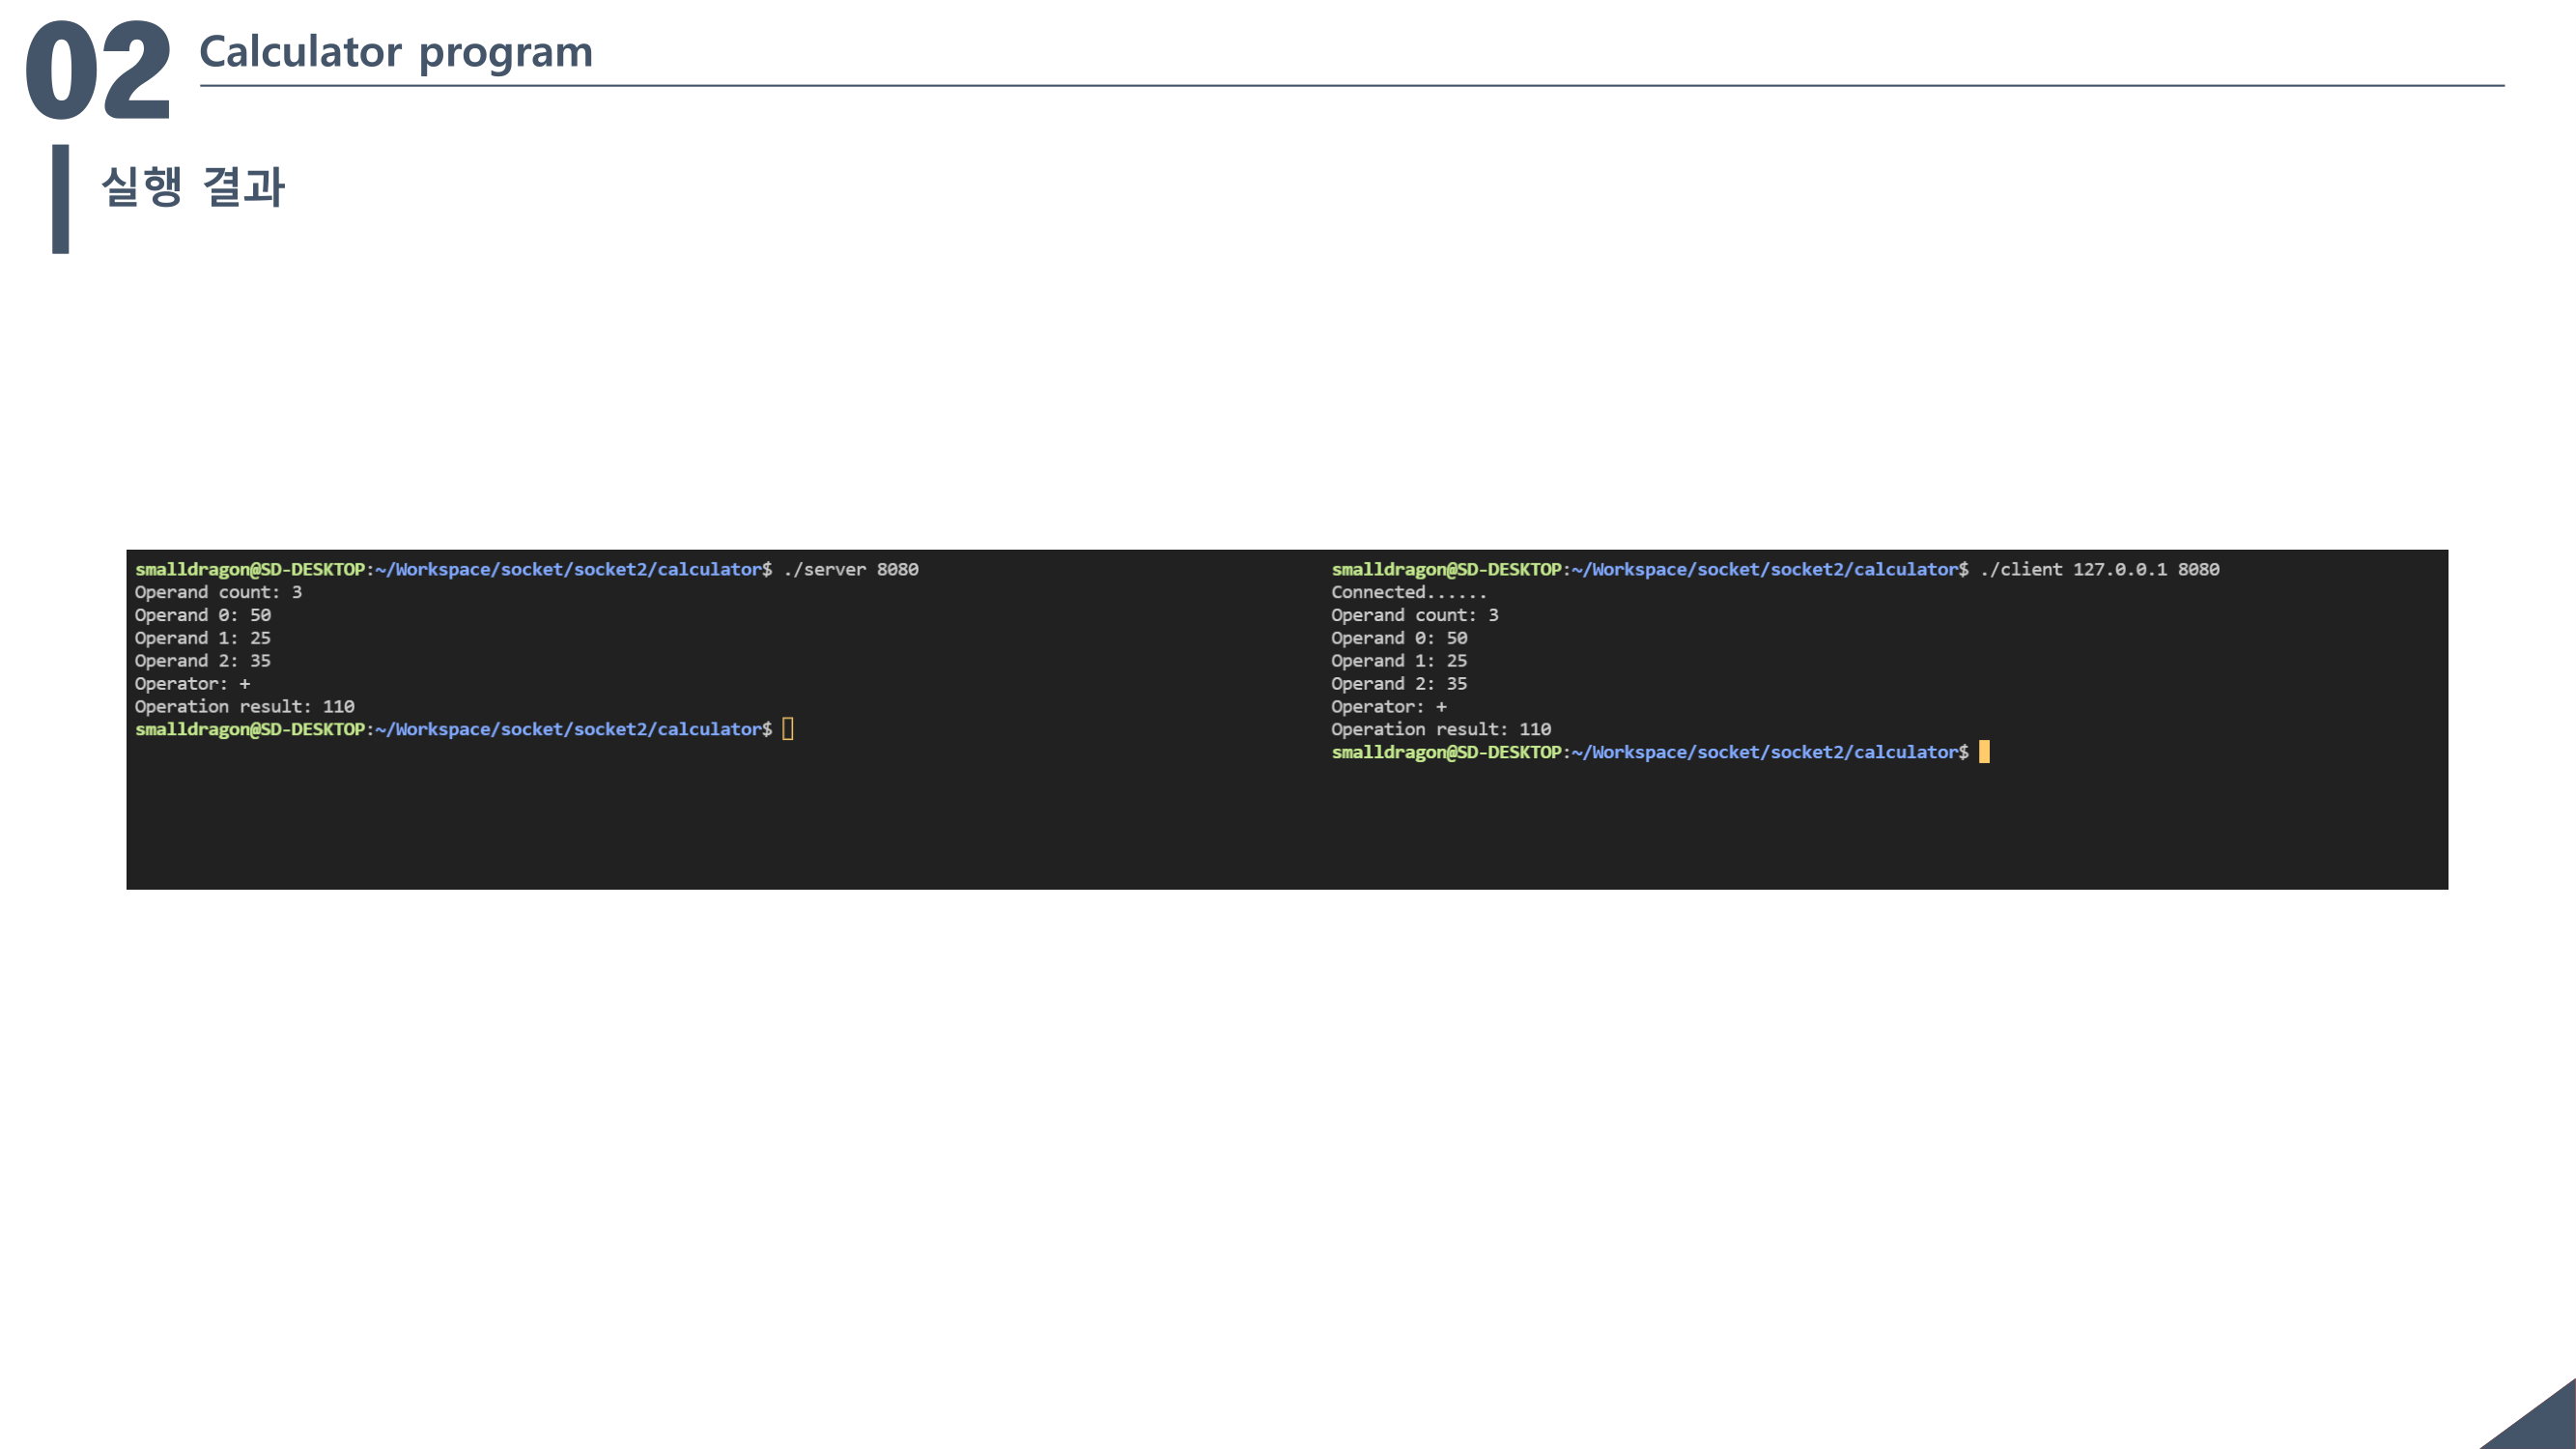 02
Calculator program
실행 결과
smalldragon@SD-DESKTOP:~/Workspace/socket/socket2/calculator$ ./server 8080
Operand count: 3
Operand 0: 50
Operand 1: 25
Operand 2: 35
Operator: +
Operation result: 110
smalldragon@SD-DESKTOP:~/Workspace/socket/socket2/calculator$
smalldragon@SD-DESKTOP:~/Workspace/socket/socket2/calculator$ ./client 127.0.0.1 8080
Connected......
Operand count: 3
Operand 0: 50
Operand 1: 25
Operand 2: 35
Operator: +
Operation result: 110
smalldragon@SD-DESKTOP:~/Workspace/socket/socket2/calculator$